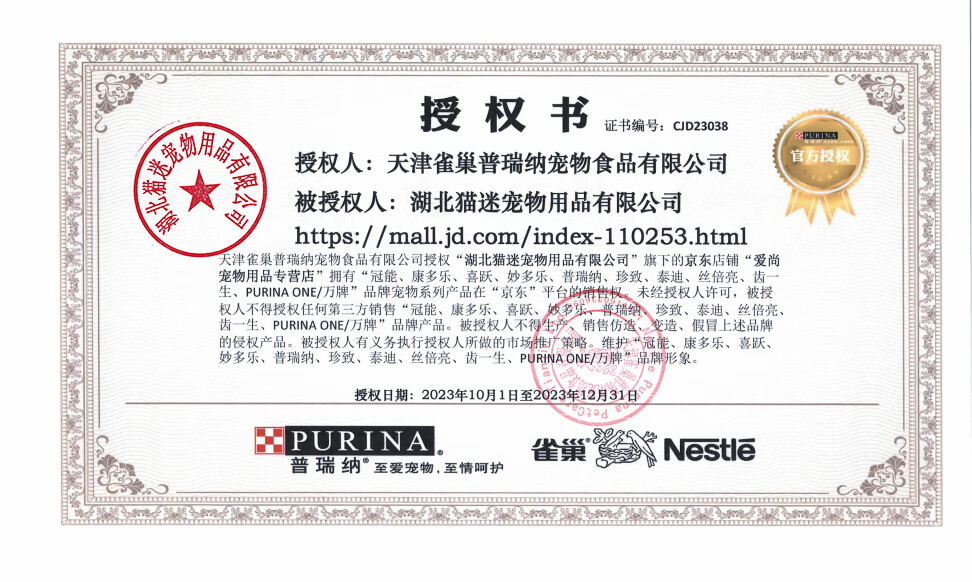 授权书 证书编号：CJD23038
PURINA
官方授权
授权人：天津雀巢普瑞纳宠物食品有限公司
被授权人：湖北猫迷宠物用品有限公司
https://mall.jd.com/index-110253.html
湖北猫迷宠物用品有限公司
天津雀巢普瑞纳宠物食品有限公司授权“湖北猫迷宠物用品有限公司”旗下的京东店铺“爱尚
宠物用品专营店”拥有“冠能、康多乐、喜跃、妙多乐、普瑞纳、珍致、泰迪、丝倍亮、齿一
生、PURINA ONE/万牌”品牌宠物系列产品在“京东”平台的销售权。未经授权人许可，被授
权人不得授权任何第三方销售“冠能、康多乐、喜跃、妙多乐、普瑞纳、珍致、泰迪、丝倍亮、
齿一生、PURINA ONE/万牌”品牌产品。被授权人不得生产、销售仿造、变造、假冒上述品牌
的侵权产品。被授权人有义务执行授权人所做的市场推广策略。维护“冠能、康多乐、喜跃、
妙多乐、普瑞纳、珍致、泰迪、丝倍亮、齿一生、PURINA ONE/万牌”品牌形象。
授权日期：2023年10月1日至2023年12月31日
PURINA®
普瑞纳® 至爱宠物，至情呵护
雀巢® Nestlé